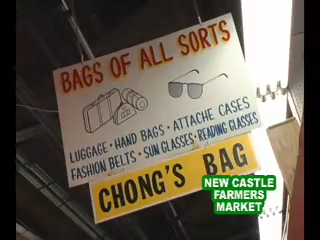 BAGS OF ALL SORTS
LUGGAGE • HAND BAGS • ATTACHE CASES
FASHION BELTS • SUN GLASSES • READING GLASSES
CHONG'S BAG
NEW CASTLE
FARMERS
MARKET